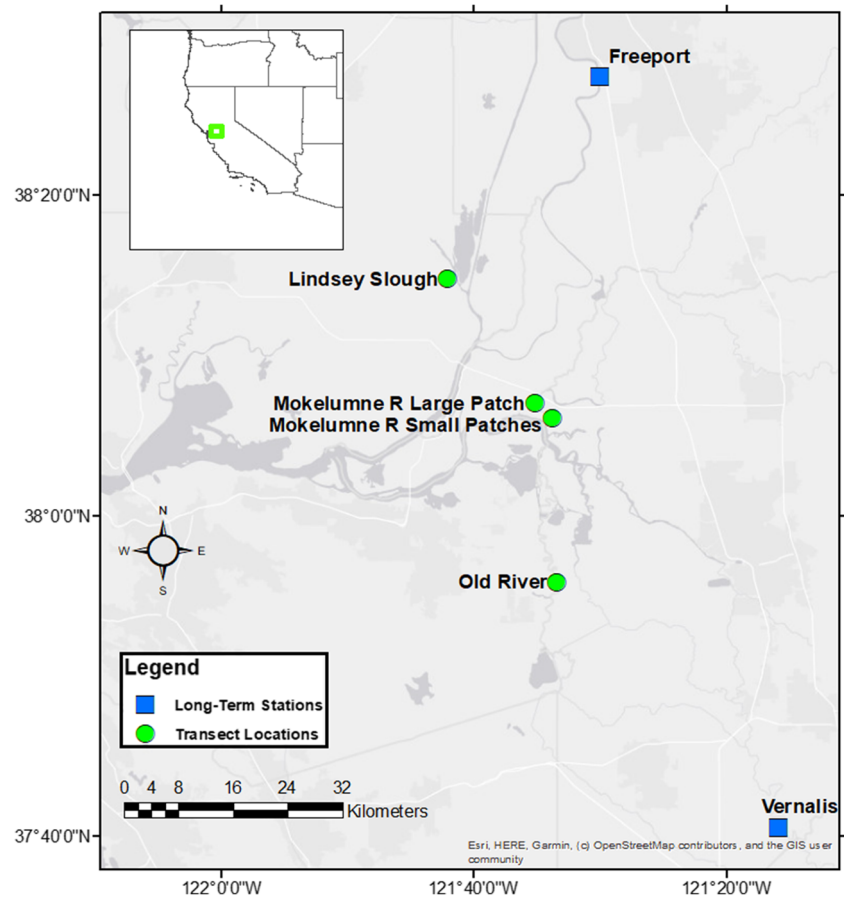 Freeport
38°20'0"N
Lindsey Slough
Mokelumne R Large Patch
Mokelumne R Small Patches
38°0'0"N
N
W E
S
Old River
Legend
Long-Term Stations
Transect Locations
0 4 8 16 24 32
Kilometers
Vernalis
37°40'0"N
Esri, HERE, Garmin, (c) OpenStreetMap contributors, and the GIS user
community
122°0'0"W 121°40'0"W 121°20'0"W